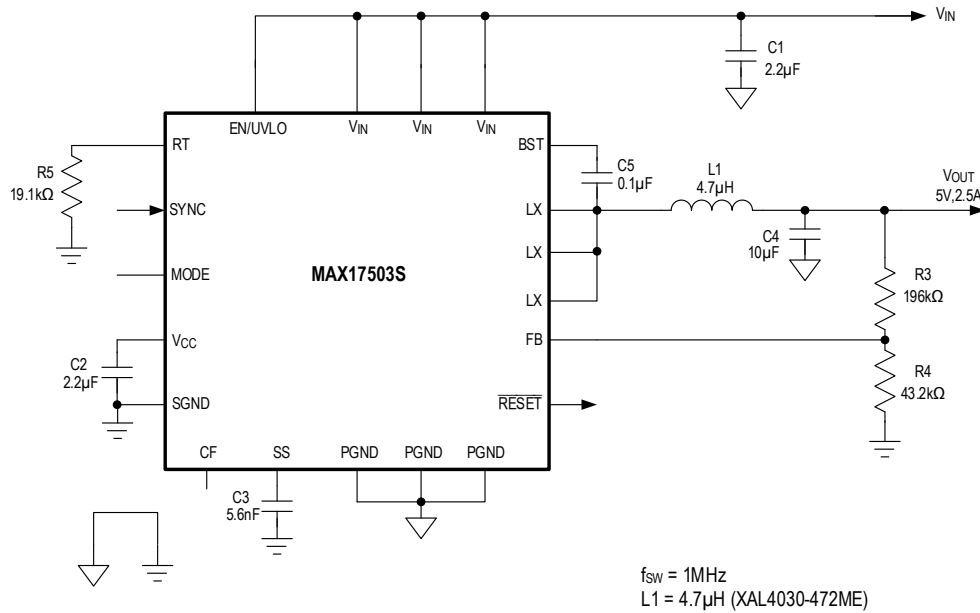 VIN
C1
2.2µF
EN/UVLO VIN VIN VIN
RT
BST
R5
19.1kΩ
C5
0.1µF
L1
4.7µH
VOUT
5V,2.5A
SYNC
LX
C4
10µF
MODE
MAX17503S
LX
R3
196kΩ
LX
VCC
FB
C2
2.2µF
R4
43.2kΩ
SGND
RESET
CF SS PGND PGND PGND
C3
5.6nF
fSW = 1MHz
L1 = 4.7µH (XAL4030-472ME)